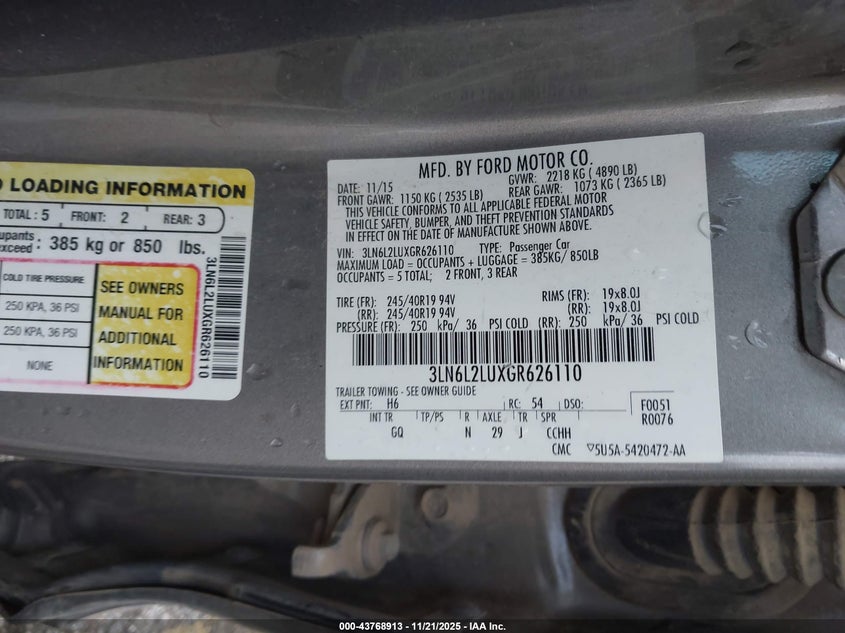 LOADING INFORMATION
TOTAL: 5 FRONT: 2 REAR: 3
385 kg or 850 lbs.
COLD TIRE PRESSURE
250 KPA, 36 PSI
250 KPA, 36 PSI
NONE
SEE OWNERS
MANUAL FOR
ADDITIONAL
INFORMATION
3LN6L2LUXGR626110
MFD. BY FORD MOTOR CO.
DATE: 11/15 GVWR: 2218 KG ( 4890 LB)
FRONT GAWR: 1150 KG ( 2535 LB) REAR GAWR: 1073 KG ( 2365 LB)
THIS VEHICLE CONFORMS TO ALL APPLICABLE FEDERAL MOTOR
VEHICLE SAFETY, BUMPER, AND THEFT PREVENTION STANDARDS
IN EFFECT ON THE DATE OF MANUFACTURE SHOWN ABOVE.
VIN: 3LN6L2LUXGR626110 TYPE: Passenger Car
MAXIMUM LOAD = OCCUPANTS + LUGGAGE = 385KG/ 850LB
OCCUPANTS = 5 TOTAL; 2 FRONT, 3 REAR
TIRE (FR): 245/40R19 94V RIMS (FR): 19x8.0J
(RR): 245/40R19 94V (RR): 19x8.0J
PRESSURE (FR): 250 kPa/ 36 PSI COLD (RR): 250 kPa/ 36 PSI COLD
3LN6L2LUXGR626110
TRAILER TOWING - SEE OWNER GUIDE
EXT PNT: H6 RC: 54 DSO: F0051
INT TR TP/PS R AXLE TR SPR R0076
GQ N 29 J CCHH
CMC ▽5U5A-5420472-AA
000-43768913 - 11/21/2025 - IAA Inc.